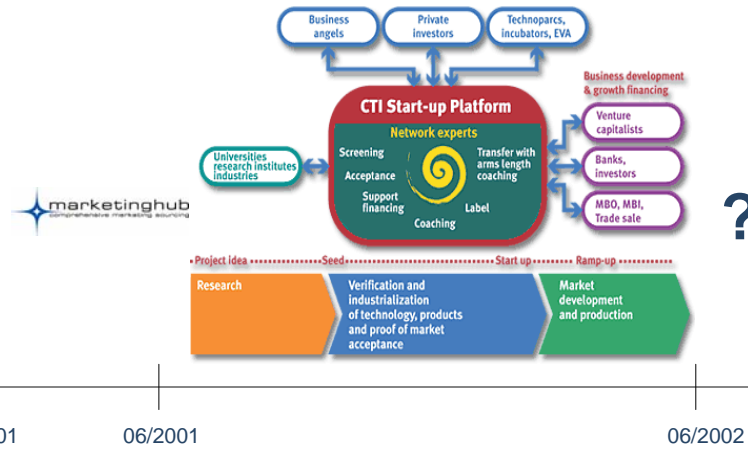 Business
angels
Private
investors
Technoparcs,
incubators, EVA
Business development
& growth financing
CTI Start-up Platform
Network experts
Screening
Acceptance
Support
financing
Coaching
Label
Transfer with
arms length
coaching
Universities
research institutes
industries
Venture
capitalists
Banks,
investors
MBO, MBI,
Trade sale
marketinghub
comprehensive marketing sourcing
?
Project idea
Seed
Start up
Ramp-up
Research
Verification and
industrialization
of technology, products
and proof of market
acceptance
Market
development
and production
01
06/2001
06/2002